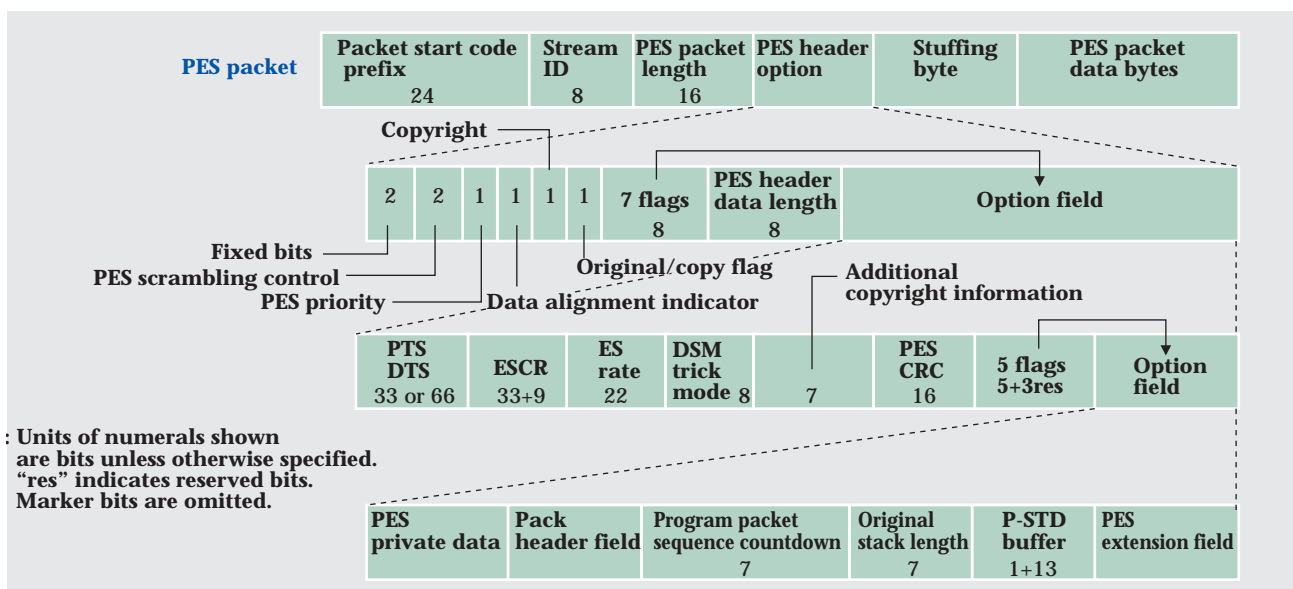 PES packet
Packet start code
prefix
24
Stream
ID
8
PES packet
length
16
PES header
option
Stuffing
byte
PES packet
data bytes
Copyright
2
2
1
1
1
1
7 flags
8
PES header
data length
8
Option field
Fixed bits
PES scrambling control
PES priority
Data alignment indicator
Original/copy flag
Additional
copyright information
PTS
DTS
33 or 66
ESCR
33+9
ES
rate
22
DSM
trick
mode 8
7
PES
CRC
16
5 flags
5+3res
Option
field
: Units of numerals shown
are bits unless otherwise specified.
“res” indicates reserved bits.
Marker bits are omitted.
PES
private data
Pack
header field
Program packet
sequence countdown
7
Original
stack length
7
P-STD
buffer
1+13
PES
extension field